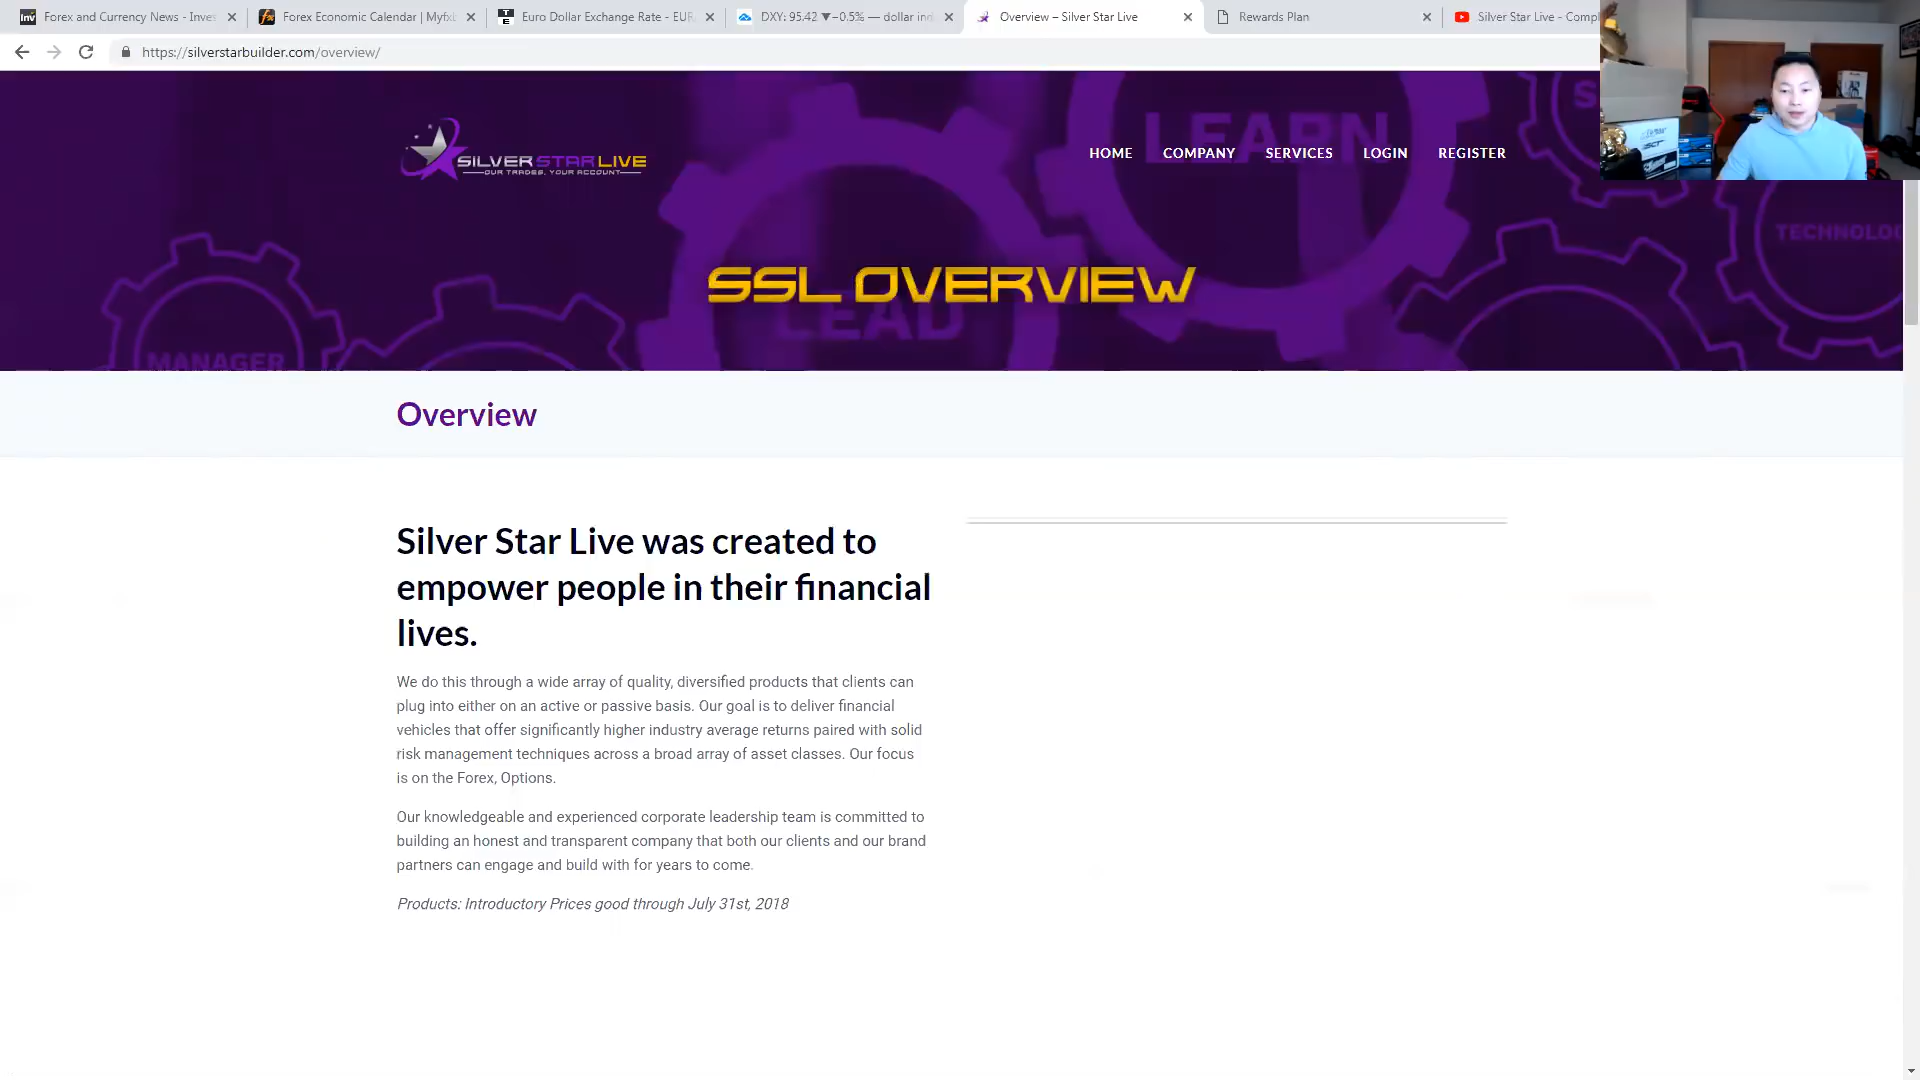 Forex and Currency News - Inves
Forex Economic Calendar | Myfxb
Euro Dollar Exchange Rate - EUR
DXY: 95.42 ▼−0.5% — dollar ind
Overview – Silver Star Live
Rewards Plan
Silver Star Live - Compl
https://silverstarbuilder.com/overview/
SILVERSTARLIVE
OUR TRADES, YOUR ACCOUNT
HOME
COMPANY
SERVICES
LOGIN
REGISTER
LEARN
TECHNOLO
SSL OVERVIEW
LEAD
MANAGER
Overview
Silver Star Live was created to
empower people in their financial
lives.
We do this through a wide array of quality, diversified products that clients can
plug into either on an active or passive basis. Our goal is to deliver financial
vehicles that offer significantly higher industry average returns paired with solid
risk management techniques across a broad array of asset classes. Our focus
is on the Forex, Options.
Our knowledgeable and experienced corporate leadership team is committed to
building an honest and transparent company that both our clients and our brand
partners can engage and build with for years to come.
Products: Introductory Prices good through July 31st, 2018